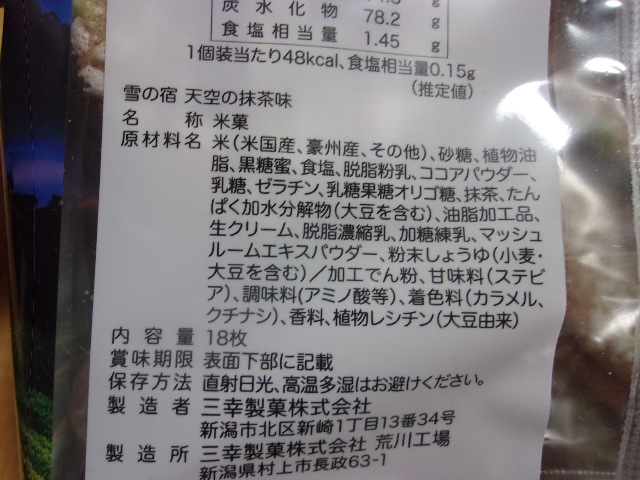 炭水化物 78.2 g
食塩相当量 1.45 g
1個装当たり48kcal、食塩相当量0.15g
(推定値)
雪の宿 天空の抹茶味
名称 米菓
原材料名 米(米国産、豪州産、その他)、砂糖、植物油
脂、黒糖蜜、食塩、脱脂粉乳、ココアパウダー、
乳糖、ゼラチン、乳糖果糖オリゴ糖、抹茶、たん
ぱく加水分解物(大豆を含む)、油脂加工品、
生クリーム、脱脂濃縮乳、加糖練乳、マッシュ
ルームエキスパウダー、粉末しょうゆ(小麦・
大豆を含む)/加工でん粉、甘味料(ステビ
ア)、調味料(アミノ酸等)、着色料(カラメル、
クチナシ)、香料、植物レシチン(大豆由来)
内容量 18枚
賞味期限 表面下部に記載
保存方法 直射日光、高温多湿はお避けください。
製造者 三幸製菓株式会社
新潟市北区新崎1丁目13番34号
製造所 三幸製菓株式会社 荒川工場
新潟県村上市長政63-1